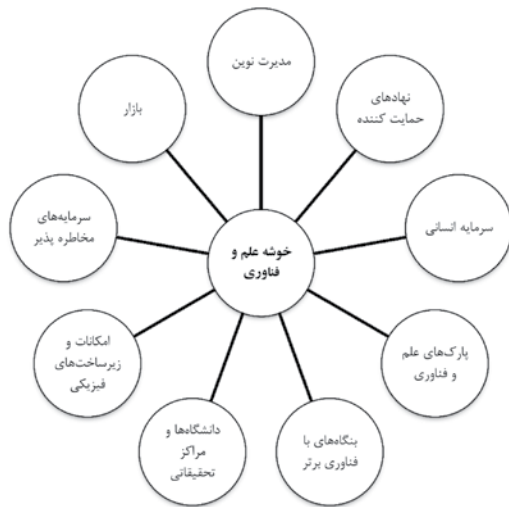 مدیرت نوین
نهادهای
حمایت کننده
سرمایه انسانی
پارک‌های علم
و فناوری
بنگاه‌های با
فناوری برتر
دانشگاه‌ها و
مراکز
تحقیقاتی
امکانات و
زیرساخت‌های
فیزیکی
سرمایه‌های
مخاطره پذیر
بازار
خوشه علم و
فناوری